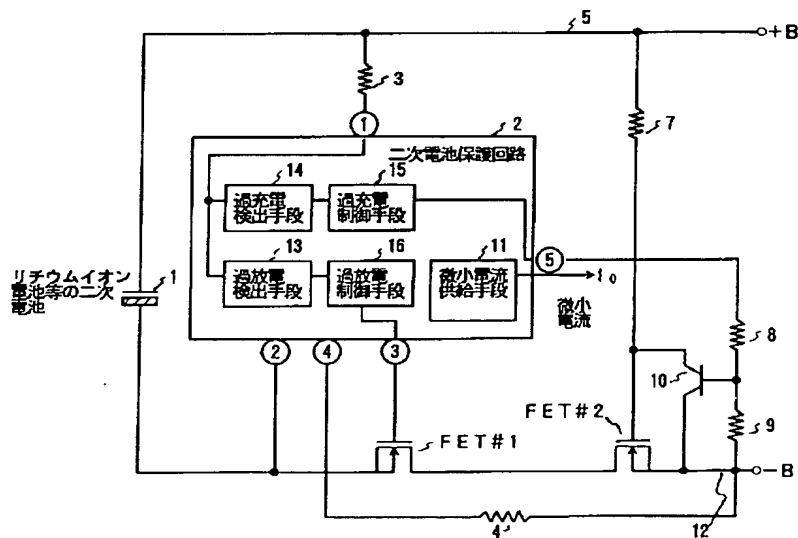 5
+B
3
①
2
7
二次電池保護回路
14
15
過充電
検出手段
過充電
制御手段
13
16
11
⑤
過放電
検出手段
過放電
制御手段
微小電流
供給手段
i₀
微小
電流
リチウムイオン
電池等の二次
電池
1
8
②
④
③
10
9
FET#2
FET#1
-B
4
12